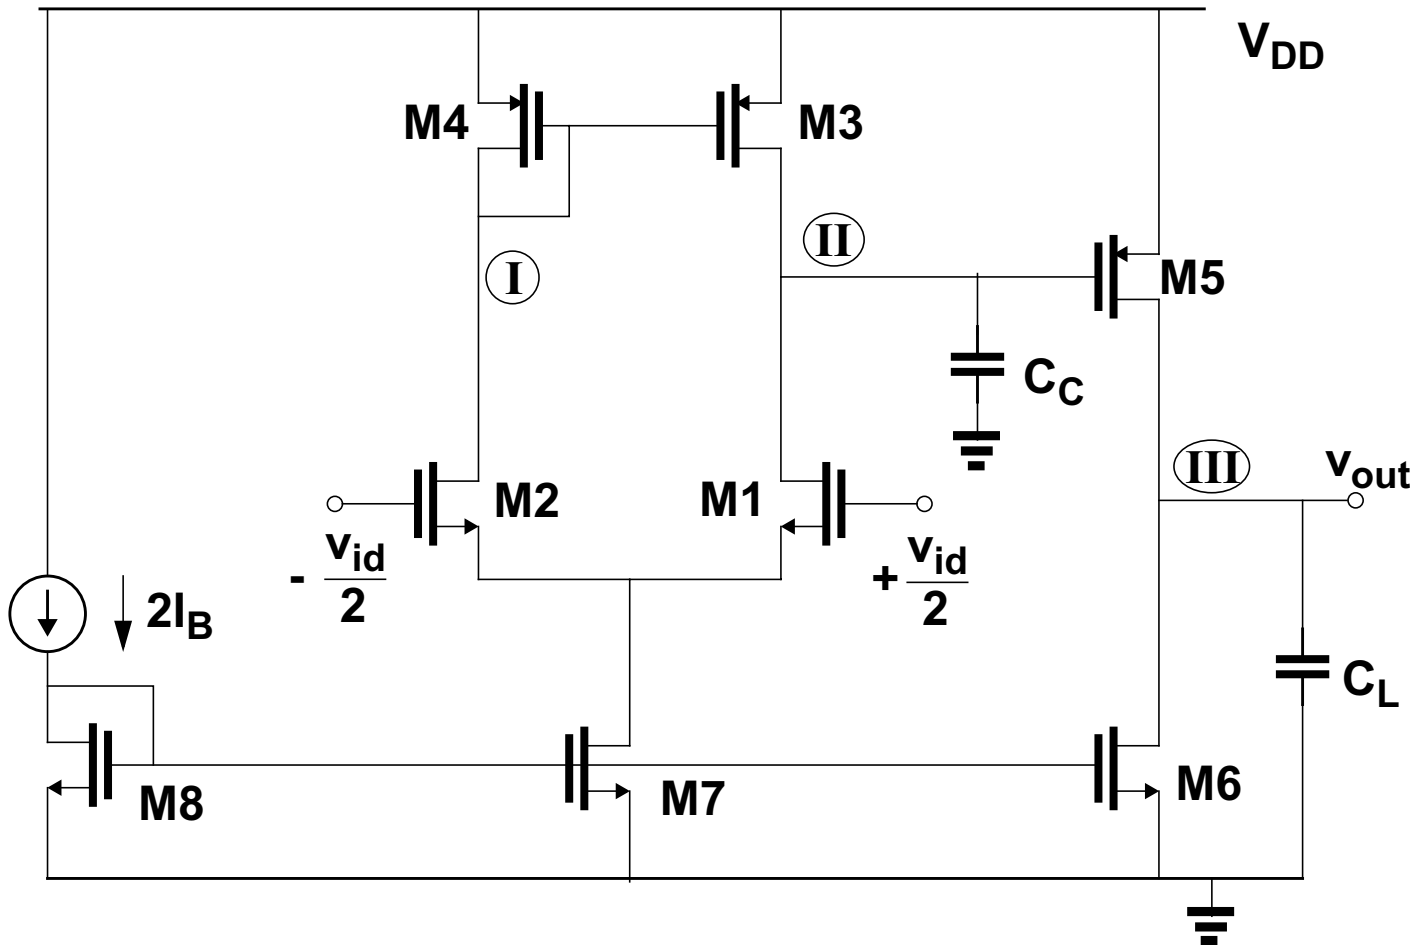 V_DD
M4
M3
II
I
M5
C_C
III
v_out
M2
M1
- v_id/2
+ v_id/2
2I_B
C_L
M8
M7
M6